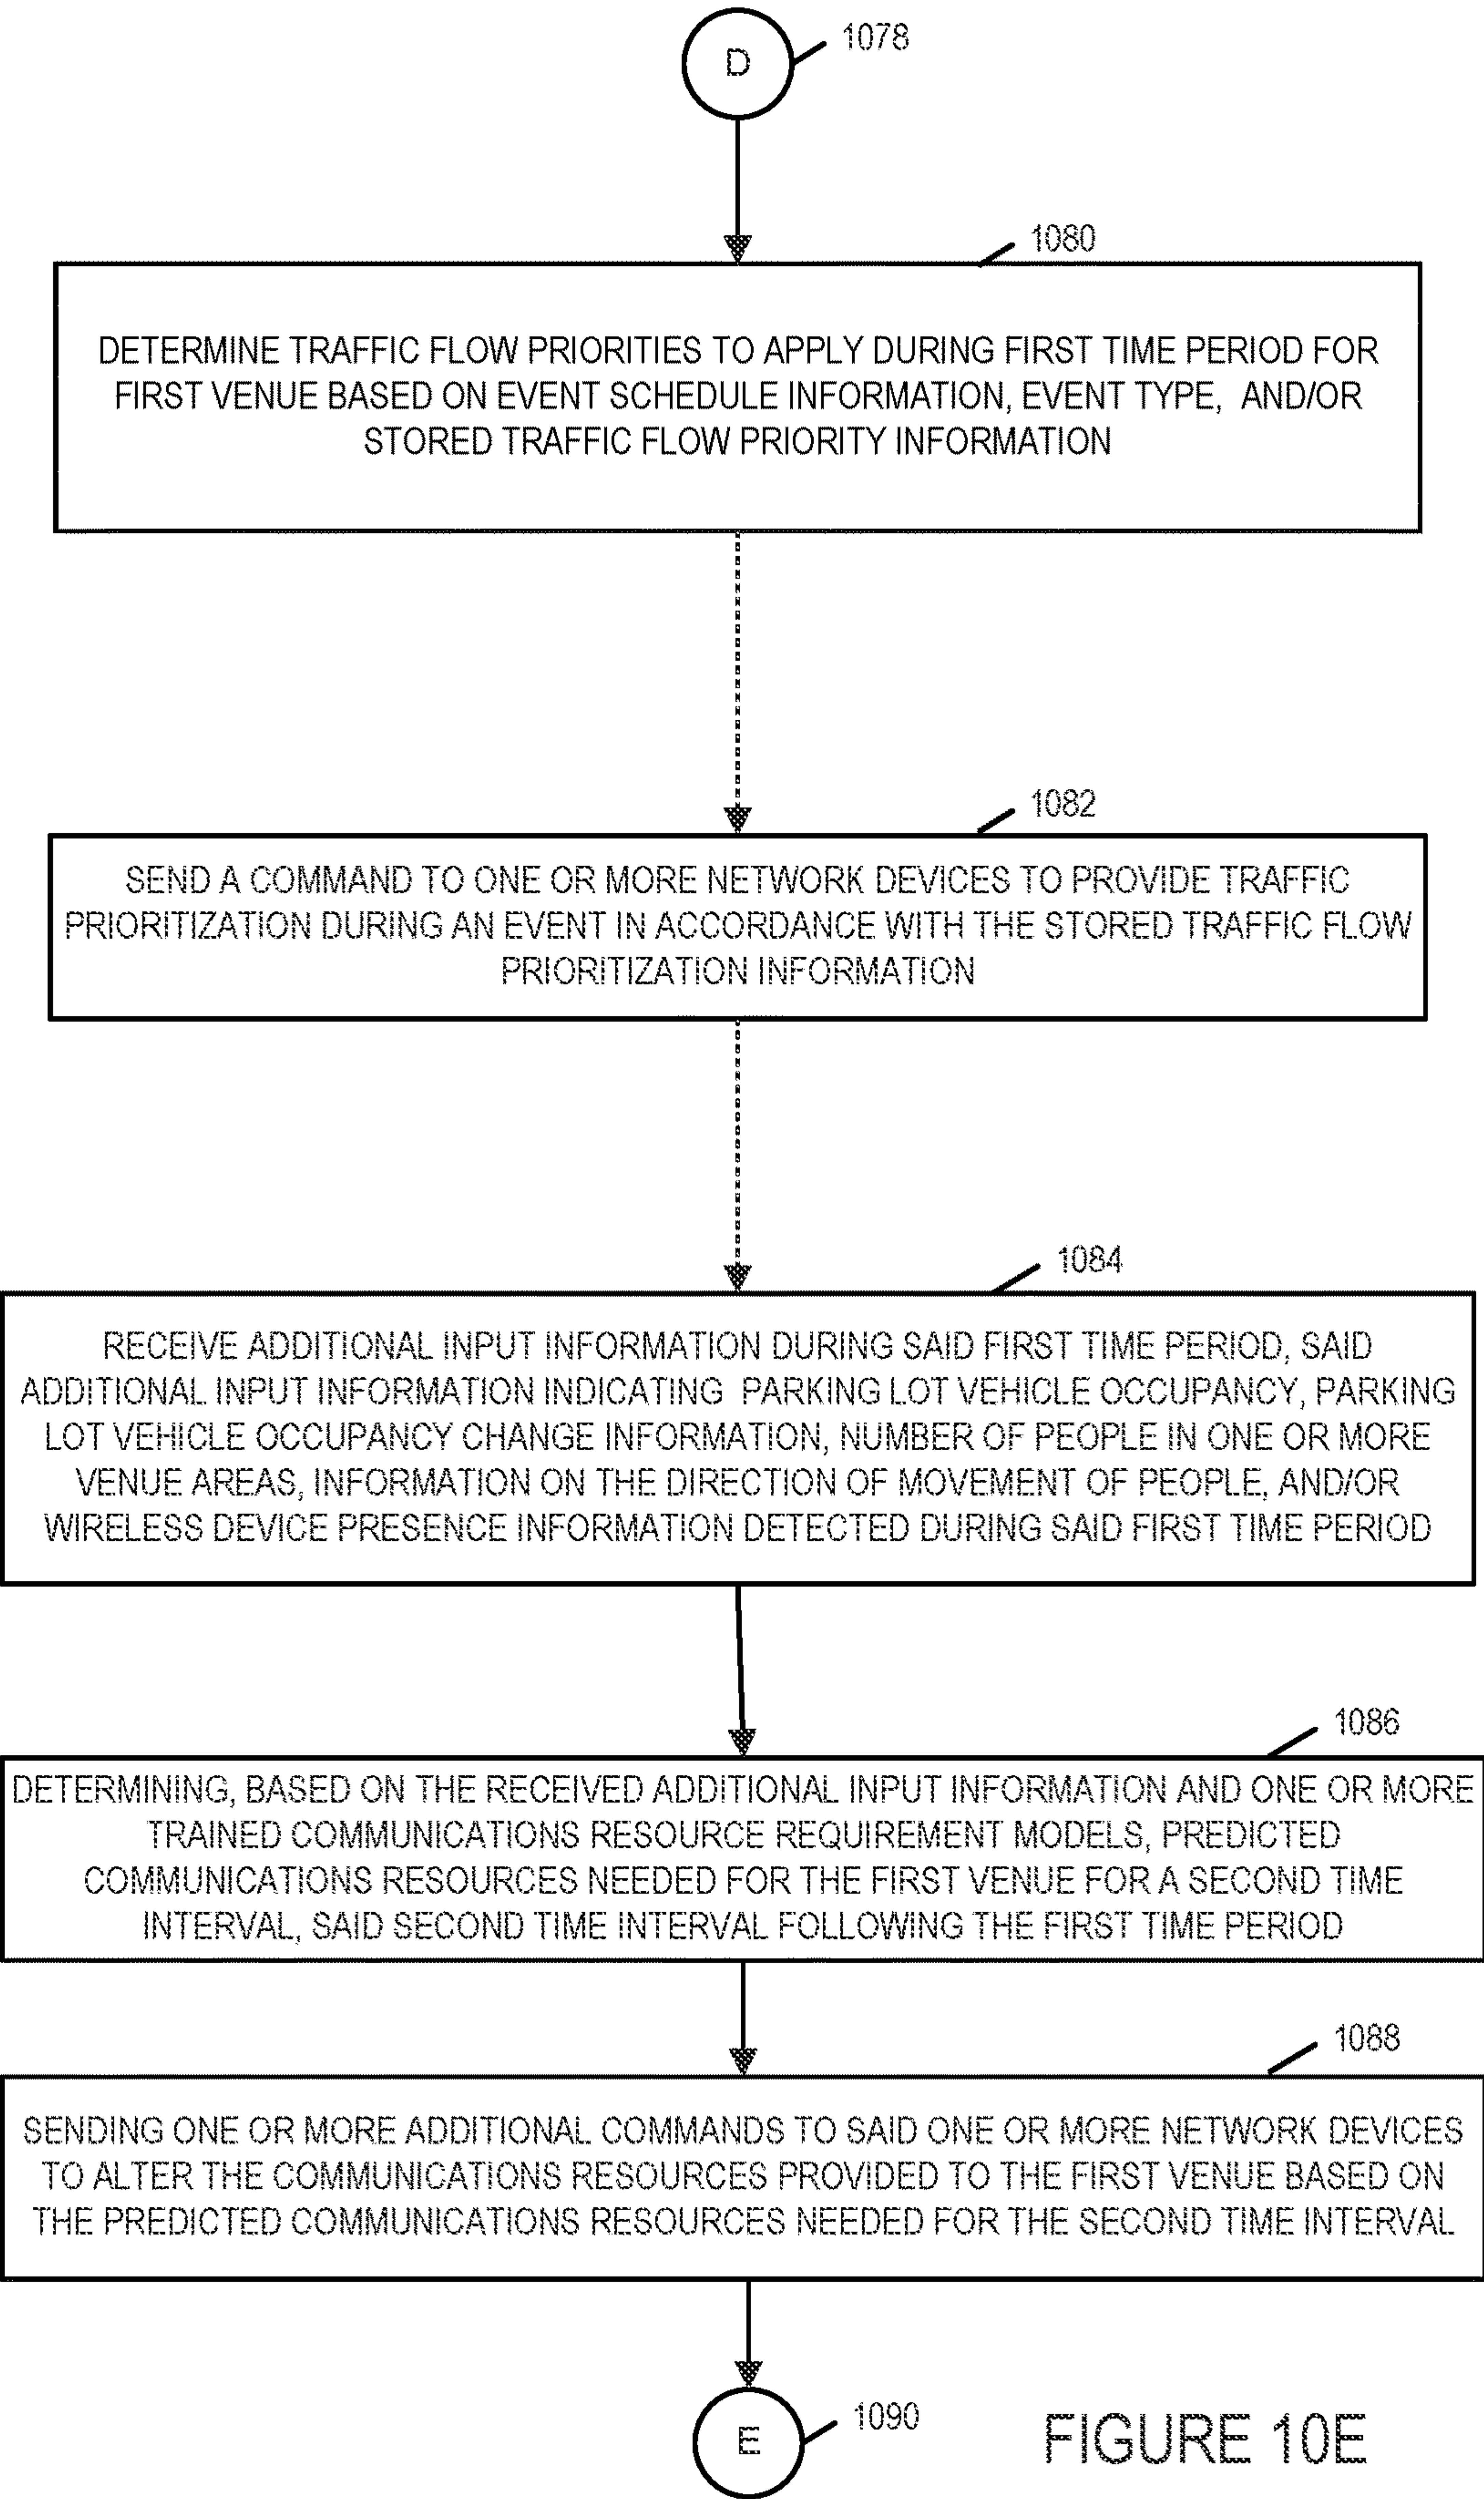 D
1078
1080
DETERMINE TRAFFIC FLOW PRIORITIES TO APPLY DURING FIRST TIME PERIOD FOR
FIRST VENUE BASED ON EVENT SCHEDULE INFORMATION, EVENT TYPE, AND/OR
STORED TRAFFIC FLOW PRIORITY INFORMATION
1082
SEND A COMMAND TO ONE OR MORE NETWORK DEVICES TO PROVIDE TRAFFIC
PRIORITIZATION DURING AN EVENT IN ACCORDANCE WITH THE STORED TRAFFIC FLOW
PRIORITIZATION INFORMATION
1084
RECEIVE ADDITIONAL INPUT INFORMATION DURING SAID FIRST TIME PERIOD, SAID
ADDITIONAL INPUT INFORMATION INDICATING PARKING LOT VEHICLE OCCUPANCY, PARKING
LOT VEHICLE OCCUPANCY CHANGE INFORMATION, NUMBER OF PEOPLE IN ONE OR MORE
VENUE AREAS, INFORMATION ON THE DIRECTION OF MOVEMENT OF PEOPLE, AND/OR
WIRELESS DEVICE PRESENCE INFORMATION DETECTED DURING SAID FIRST TIME PERIOD
1086
DETERMINING, BASED ON THE RECEIVED ADDITIONAL INPUT INFORMATION AND ONE OR MORE
TRAINED COMMUNICATIONS RESOURCE REQUIREMENT MODELS, PREDICTED
COMMUNICATIONS RESOURCES NEEDED FOR THE FIRST VENUE FOR A SECOND TIME
INTERVAL, SAID SECOND TIME INTERVAL FOLLOWING THE FIRST TIME PERIOD
1088
SENDING ONE OR MORE ADDITIONAL COMMANDS TO SAID ONE OR MORE NETWORK DEVICES
TO ALTER THE COMMUNICATIONS RESOURCES PROVIDED TO THE FIRST VENUE BASED ON
THE PREDICTED COMMUNICATIONS RESOURCES NEEDED FOR THE SECOND TIME INTERVAL
E
1090
FIGURE 10E